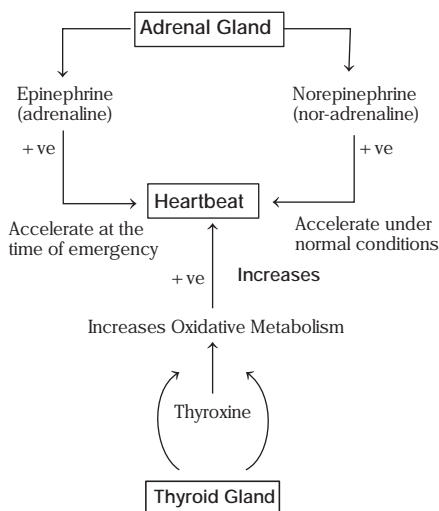 Adrenal Gland
Epinephrine
(adrenaline)
Norepinephrine
(nor-adrenaline)
+ ve
+ ve
Heartbeat
Accelerate at the
time of emergency
Accelerate under
normal conditions
+ ve
Increases
Increases Oxidative Metabolism
Thyroxine
Thyroid Gland